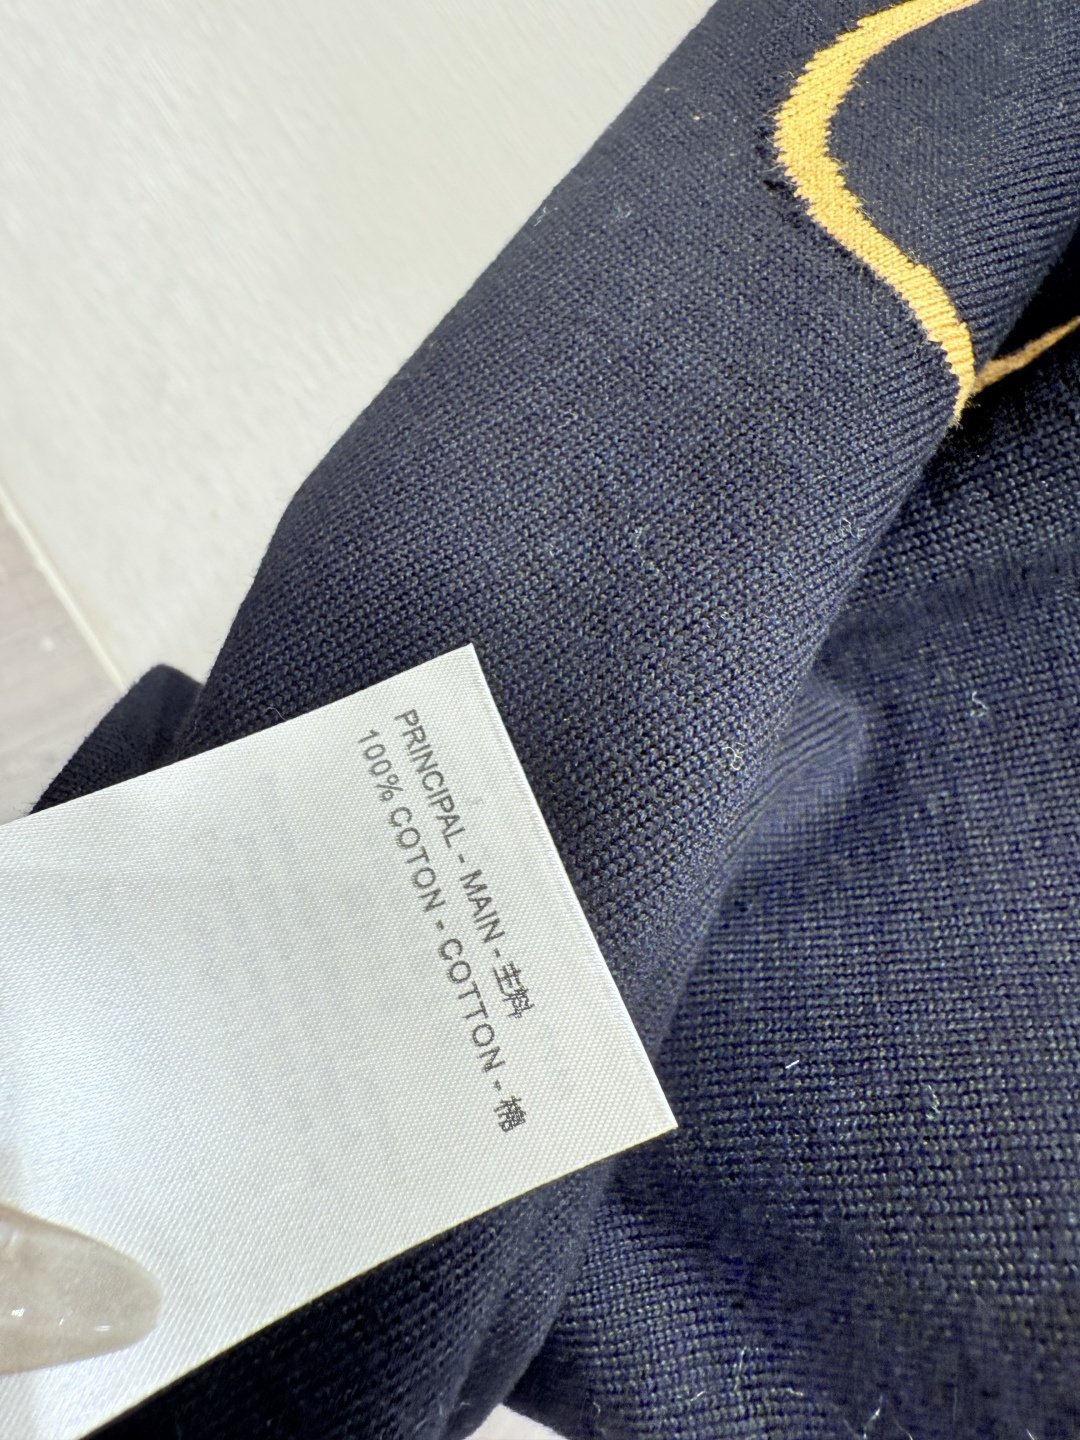 PRINCIPAL - MAIN - 主料
100% COTON - COTTON - 棉